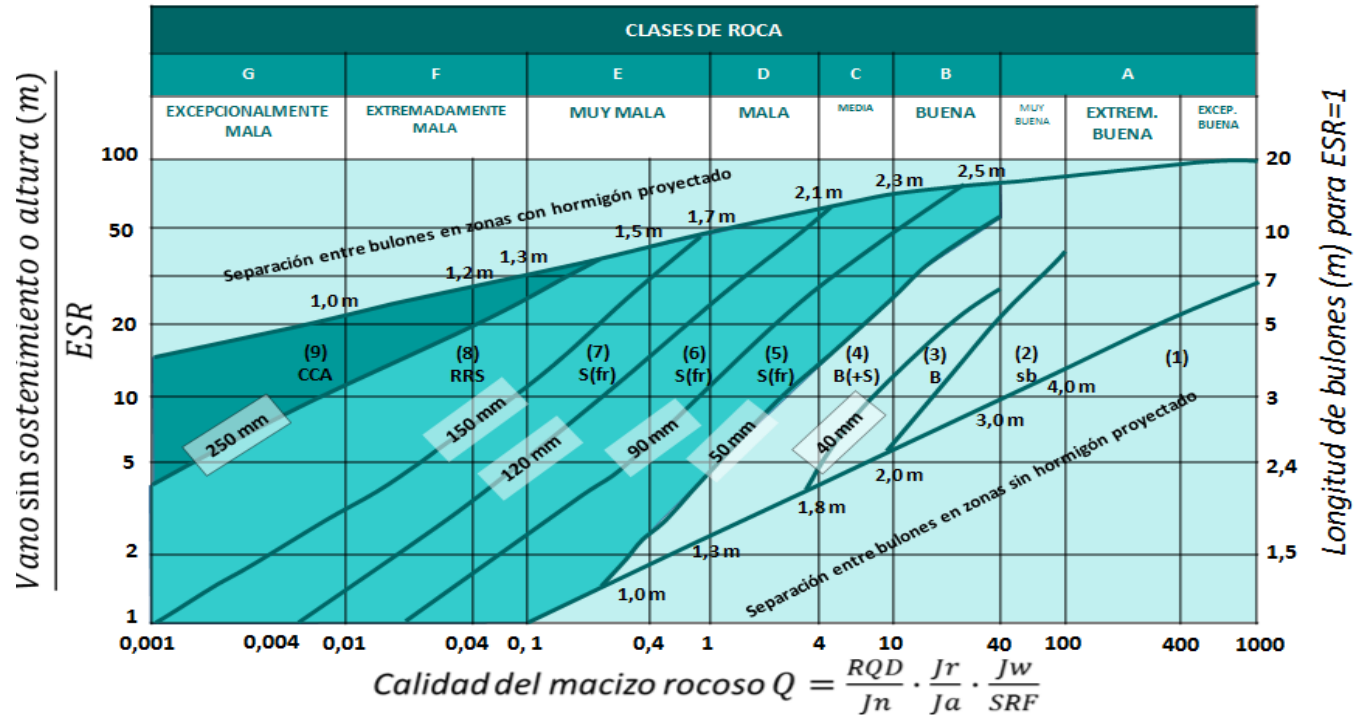 CLASES DE ROCA
G F E D C B A
EXCEPCIONALMENTE MALA
EXTREMADAMENTE MALA
MUY MALA
MALA
MEDIA
BUENA
MUY BUENA
EXTREM. BUENA
EXCEP. BUENA
Vano sin sostenimiento o altura (m)
ESR
100
50
20
10
5
2
1
Separación entre bulones en zonas con hormigón proyectado
1,0 m
1,2 m
1,3 m
1,5 m
1,7 m
2,1 m
2,3 m
2,5 m
(9) CCA
(8) RRS
(7) S(fr)
(6) S(fr)
(5) S(fr)
(4) B(+S)
(3) B
(2) sb
(1)
250 mm
150 mm
120 mm
90 mm
50 mm
40 mm
1,0 m
1,3 m
1,8 m
2,0 m
3,0 m
4,0 m
Separación entre bulones en zonas sin hormigón proyectado
20
10
7
5
3
2,4
1,5
Longitud de bulones (m) para ESR=1
0,001 0,004 0,01 0,04 0, 1 0,4 1 4 10 40 100 400 1000
Calidad del macizo rocoso Q = RQD/Jn · Jr/Ja · Jw/SRF